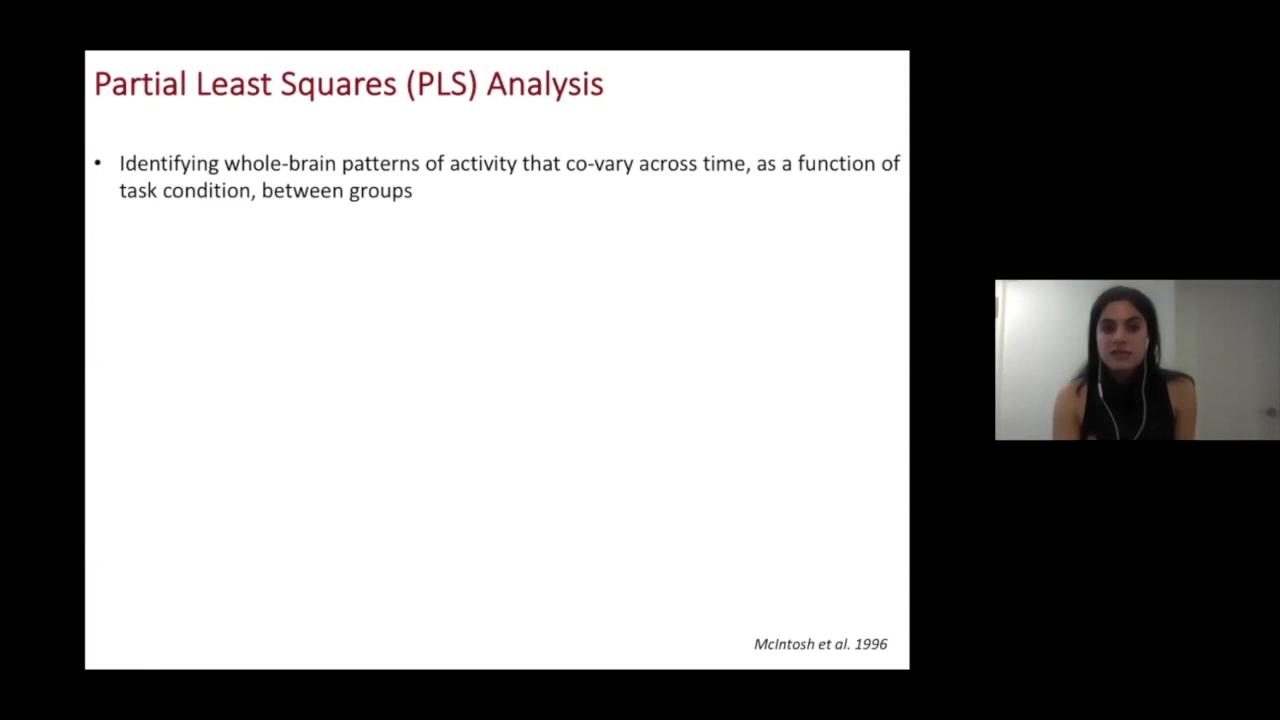 Partial Least Squares (PLS) Analysis
• Identifying whole-brain patterns of activity that co-vary across time, as a function of
task condition, between groups
McIntosh et al. 1996